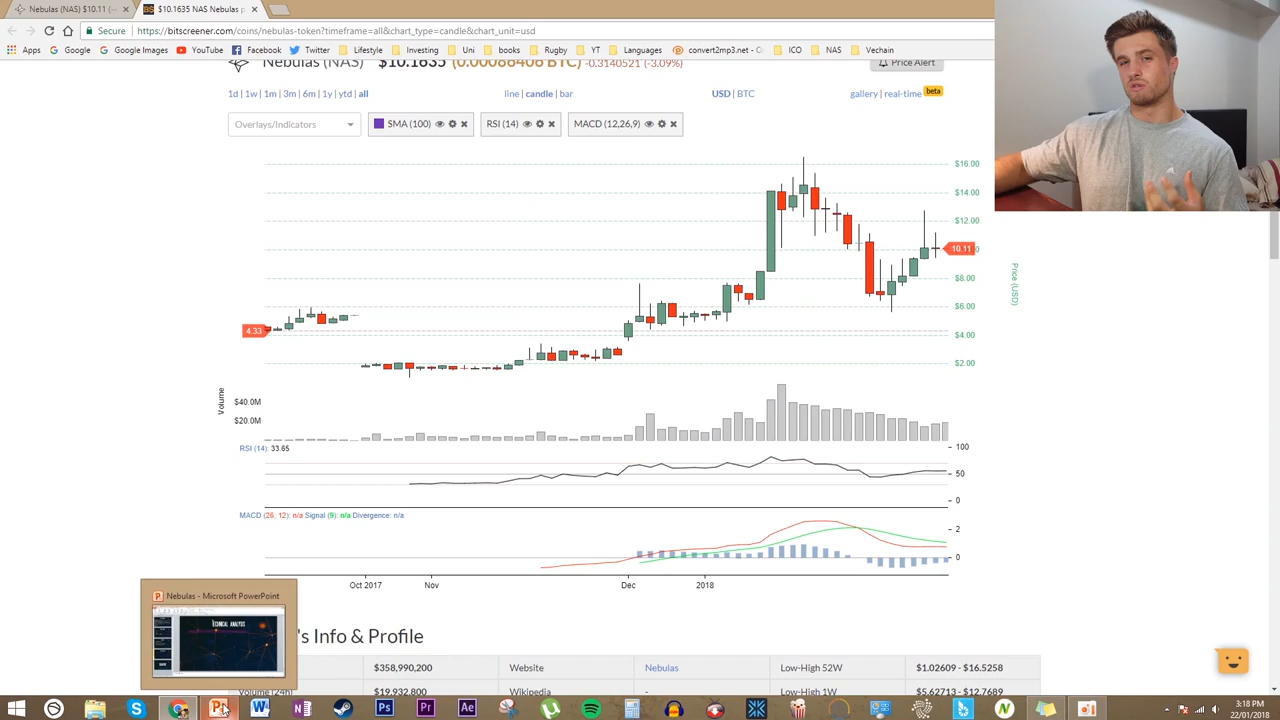 Nebulas (NAS) $10.11 (
$10.1635 NAS Nebulas p
Secure
https://bitscreener.com/coins/nebulas-token?timeframe=all&chart_type=candle&chart_unit=usd
Apps Google Google Images YouTube Facebook Twitter Lifestyle Investing Uni books Rugby YT Languages convert2mp3.net - C ICO NAS Vechain
Nebulas (NAS) $10.1635 (0.00086406 BTC) -0.3140521 (-3.09%) Price Alert
1d | 1w | 1m | 3m | 6m | 1y | ytd | all line | candle | bar USD | BTC gallery | real-time beta
Overlays/Indicators SMA (100) RSI (14) MACD (12,26,9)
$16.00
$14.00
$12.00
10.11
$8.00
$6.00
4.33
$4.00
$2.00
Price (USD)
Volume
$40.0M
$20.0M
RSI (14): 33.65
100
50
0
MACD (26, 12): n/a Signal (9): n/a Divergence: n/a
2
0
Oct 2017 Nov Dec 2018
Nebulas - Microsoft PowerPoint
TECHNICAL ANALYSIS
's Info & Profile
$358,990,200 Website Nebulas Low-High 52W $1.02609 - $16.5258
Volume (24h) $19,932,800 Wikipedia - Low-High 1W $5.62713 - $12.7689
3:18 PM
22/01/2018